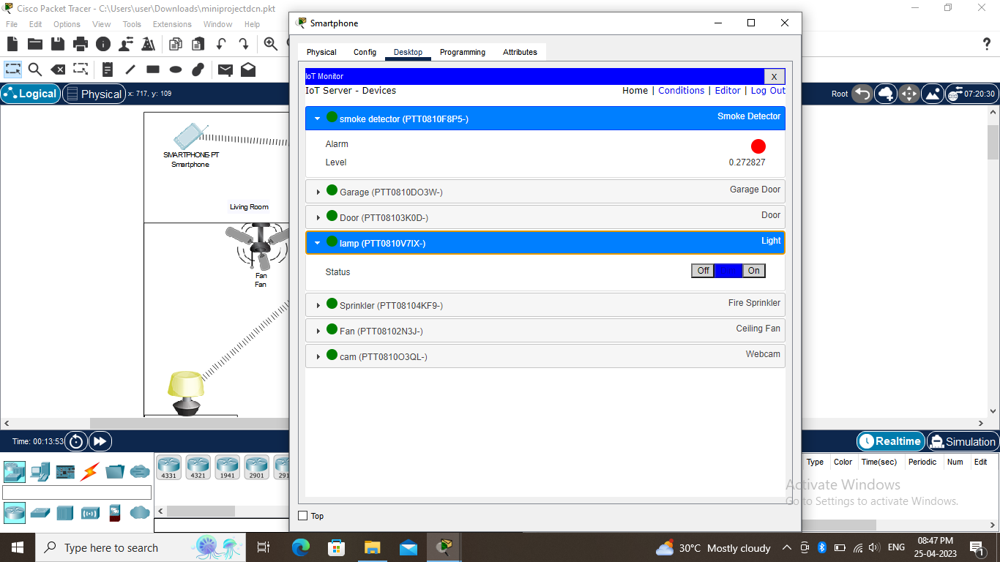 Cisco Packet Tracer - C:\Users\user\Downloads\miniprojectdcn.pkt
File Edit Options View Tools Extensions Window Help
Logical Physical x: 717, y: 109
Root 07:20:30
SMARTPHONE-PT
Smartphone
Living Room
Fan
Fan
Smartphone
Physical Config Desktop Programming Attributes
IoT Monitor X
IoT Server - Devices Home | Conditions | Editor | Log Out
smoke detector (PTT0810F8P5-) Smoke Detector
Alarm
Level 0.272827
Garage (PTT0810DO3W-) Garage Door
Door (PTT08103K0D-) Door
lamp (PTT0810V7IX-) Light
Status Off On
Sprinkler (PTT08104KF9-) Fire Sprinkler
Fan (PTT08102N3J-) Ceiling Fan
cam (PTT0810O3QL-) Webcam
Top
Time: 00:13:53
Realtime Simulation
4331 4321 1941 2901
Type Color Time(sec) Periodic Num Edit
Activate Windows
Go to Settings to activate Windows.
Type here to search
30°C Mostly cloudy ENG 08:47 PM
25-04-2023
1